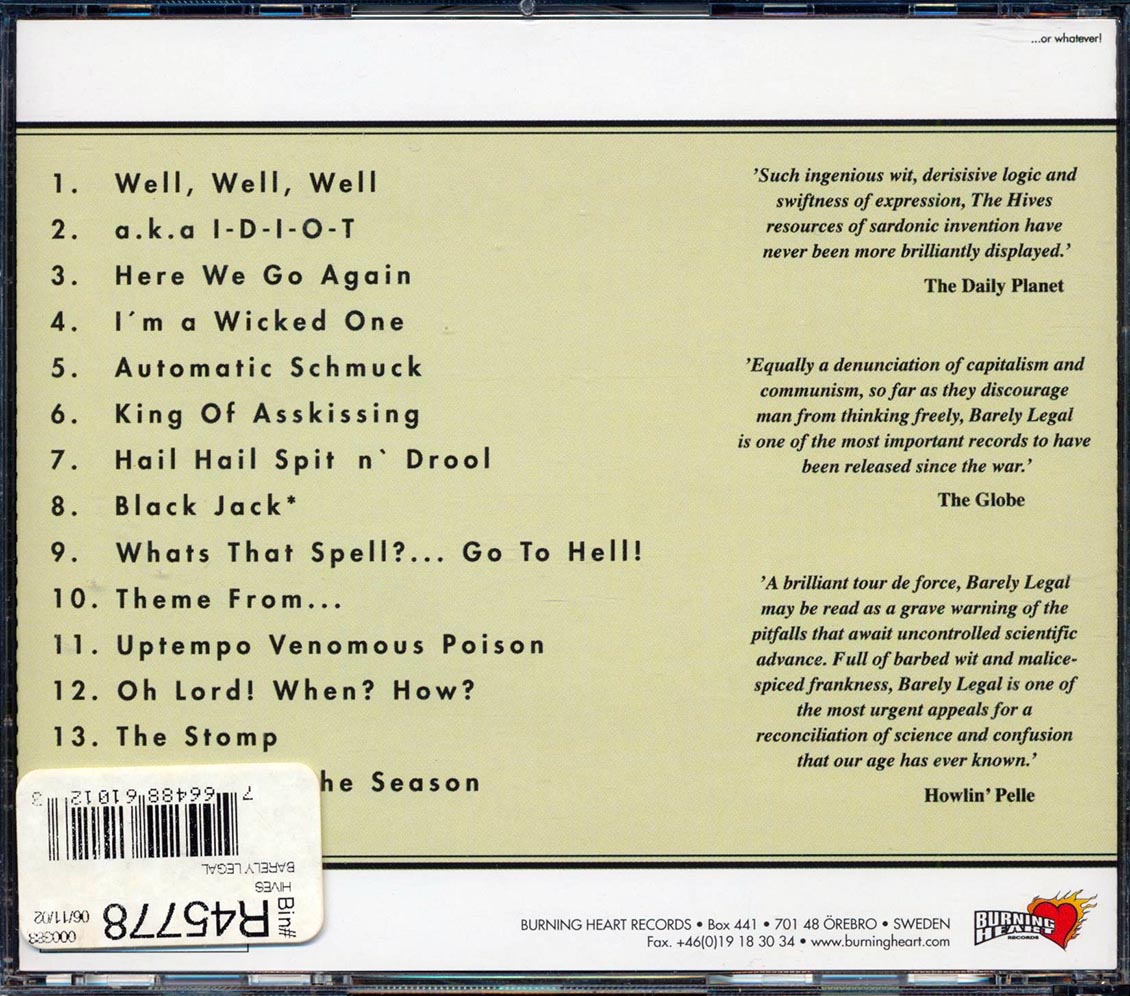 ...or whatever!
1. Well, Well, Well
2. a.k.a I-D-I-O-T
3. Here We Go Again
4. I´m a Wicked One
5. Automatic Schmuck
6. King Of Asskissing
7. Hail Hail Spit n` Drool
8. Black Jack*
9. Whats That Spell?... Go To Hell!
10. Theme From...
11. Uptempo Venomous Poison
12. Oh Lord! When? How?
13. The Stomp
he Season
'Such ingenious wit, derisisive logic and
swiftness of expression, The Hives
resources of sardonic invention have
never been more brilliantly displayed.'
The Daily Planet
'Equally a denunciation of capitalism and
communism, so far as they discourage
man from thinking freely, Barely Legal
is one of the most important records to have
been released since the war.'
The Globe
'A brilliant tour de force, Barely Legal
may be read as a grave warning of the
pitfalls that await uncontrolled scientific
advance. Full of barbed wit and malice-
spiced frankness, Barely Legal is one of
the most urgent appeals for a
reconciliation of science and confusion
that our age has ever known.'
Howlin' Pelle
Bin# R45778
06/11/02
HIVES
BARELY LEGAL
7 66488 61012 3
BURNING HEART RECORDS • Box 441 • 701 48 ÖREBRO • SWEDEN
Fax. +46(0)19 18 30 34 • www.burningheart.com
BURNING
HEART
RECORDS